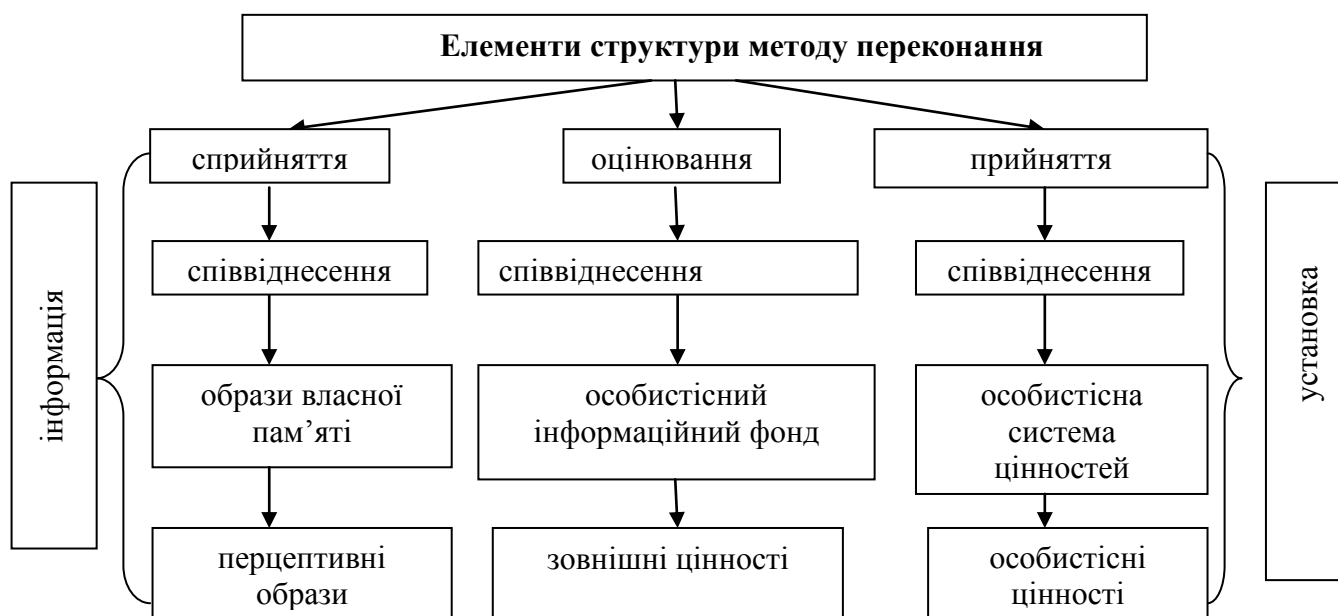 Елементи структури методу переконання
сприйняття
оцінювання
прийняття
співвіднесення
співвіднесення
співвіднесення
інформація
установка
образи власної
пам’яті
особистісний
інформаційний фонд
особистісна
система
цінностей
перцептивні
образи
зовнішні цінності
особистісні
цінності